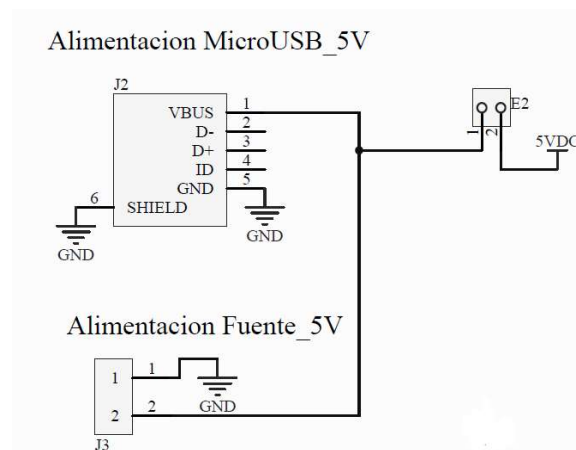 Alimentacion MicroUSB_5V
J2
VBUS 1
D- 2
D+ 3
ID 4
GND 5
6 SHIELD
GND
GND
E2
1 2
5VDC
Alimentacion Fuente_5V
1 1
GND
2 2
J3